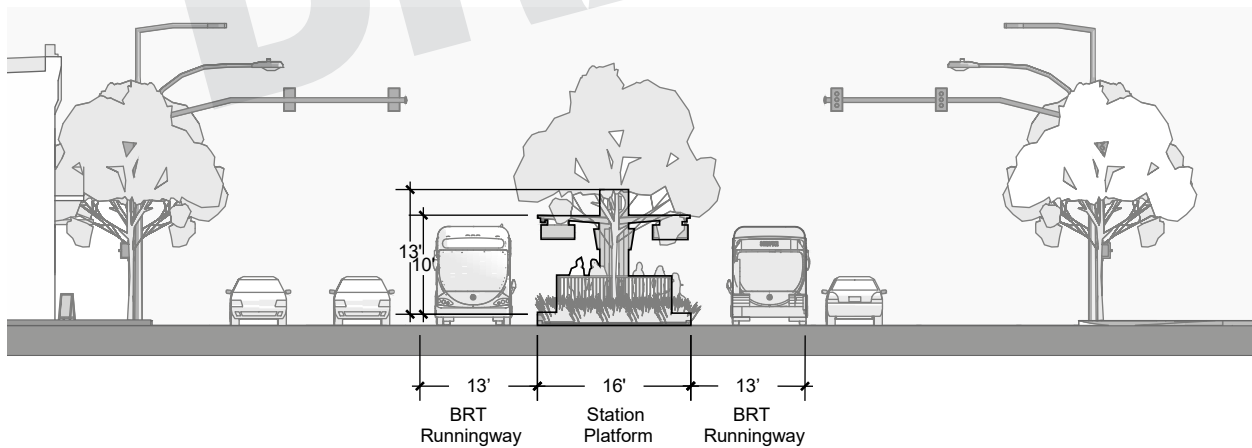 13'
10'
13’
16'
13’
BRT
Runningway
Station
Platform
BRT
Runningway